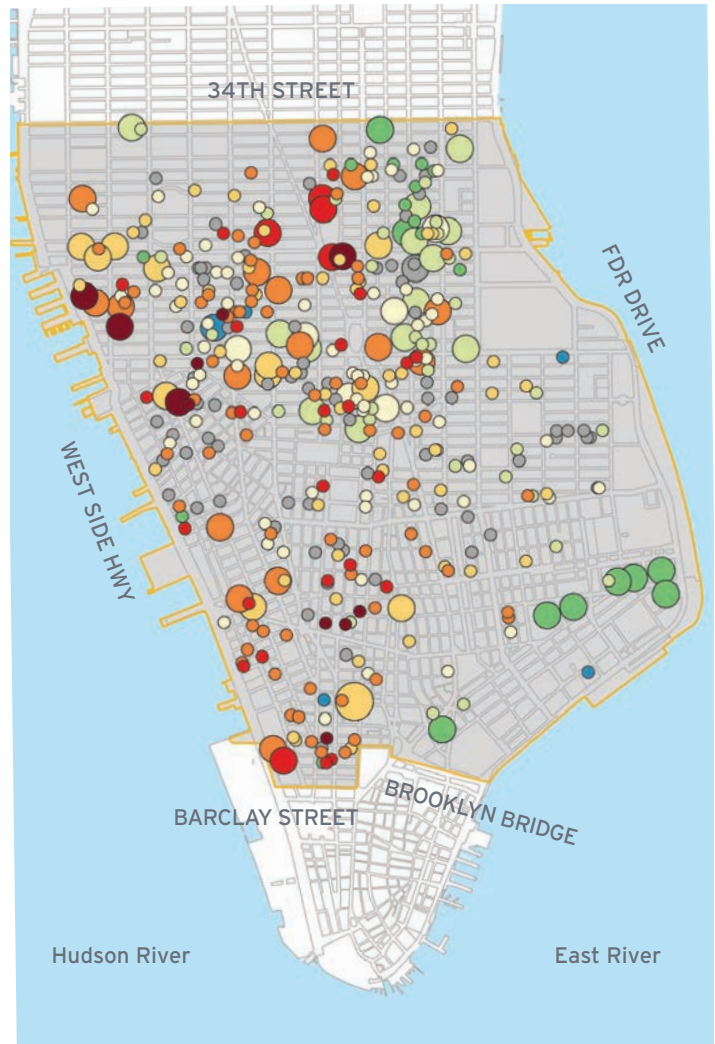 34TH STREET
FDR DRIVE
WEST SIDE HWY
BARCLAY STREET
BROOKLYN BRIDGE
Hudson River
East River